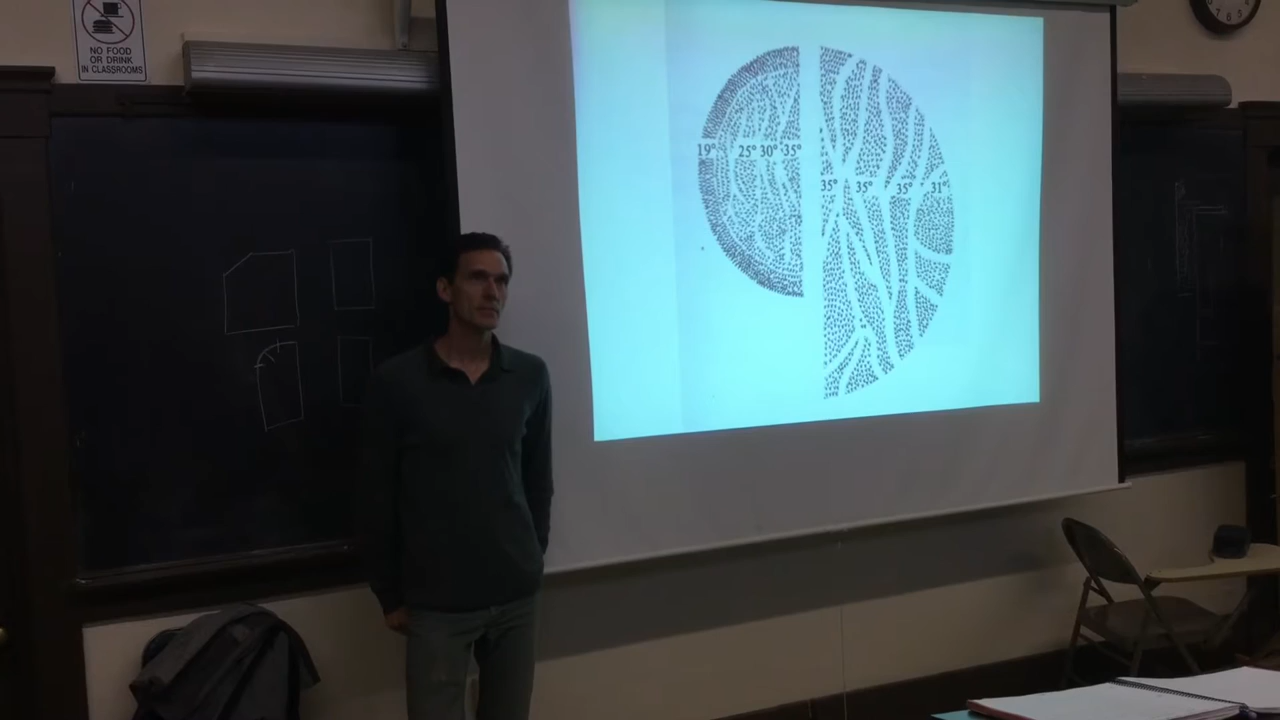 NO FOOD
OR DRINK
IN CLASSROOMS
19° 25° 30° 35°
35° 35° 35° 31°